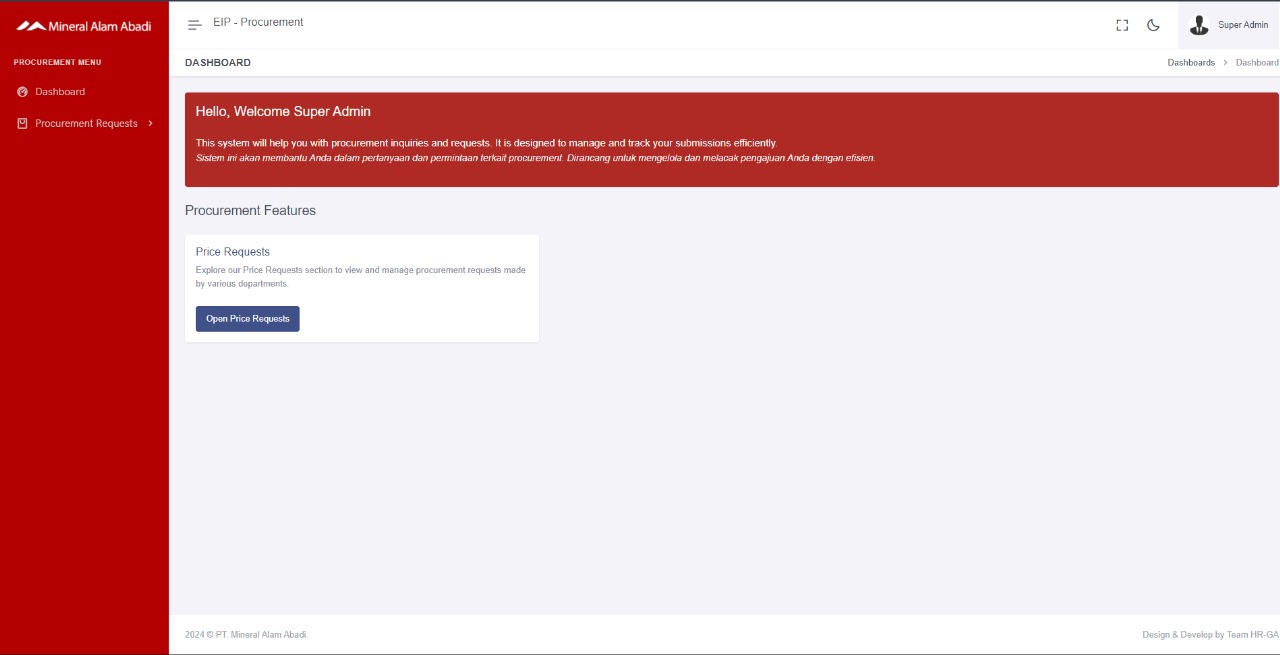 Mineral Alam Abadi
EIP - Procurement
Super Admin
PROCUREMENT MENU
Dashboard
Procurement Requests
DASHBOARD
Dashboards > Dashboard
Hello, Welcome Super Admin
This system will help you with procurement inquiries and requests. It is designed to manage and track your submissions efficiently.
Sistem ini akan membantu Anda dalam pertanyaan dan permintaan terkait procurement. Dirancang untuk mengelola dan melacak pengajuan Anda dengan efisien.
Procurement Features
Price Requests
Explore our Price Requests section to view and manage procurement requests made
by various departments.
Open Price Requests
2024 © PT. Mineral Alam Abadi.
Design & Develop by Team HR-GA